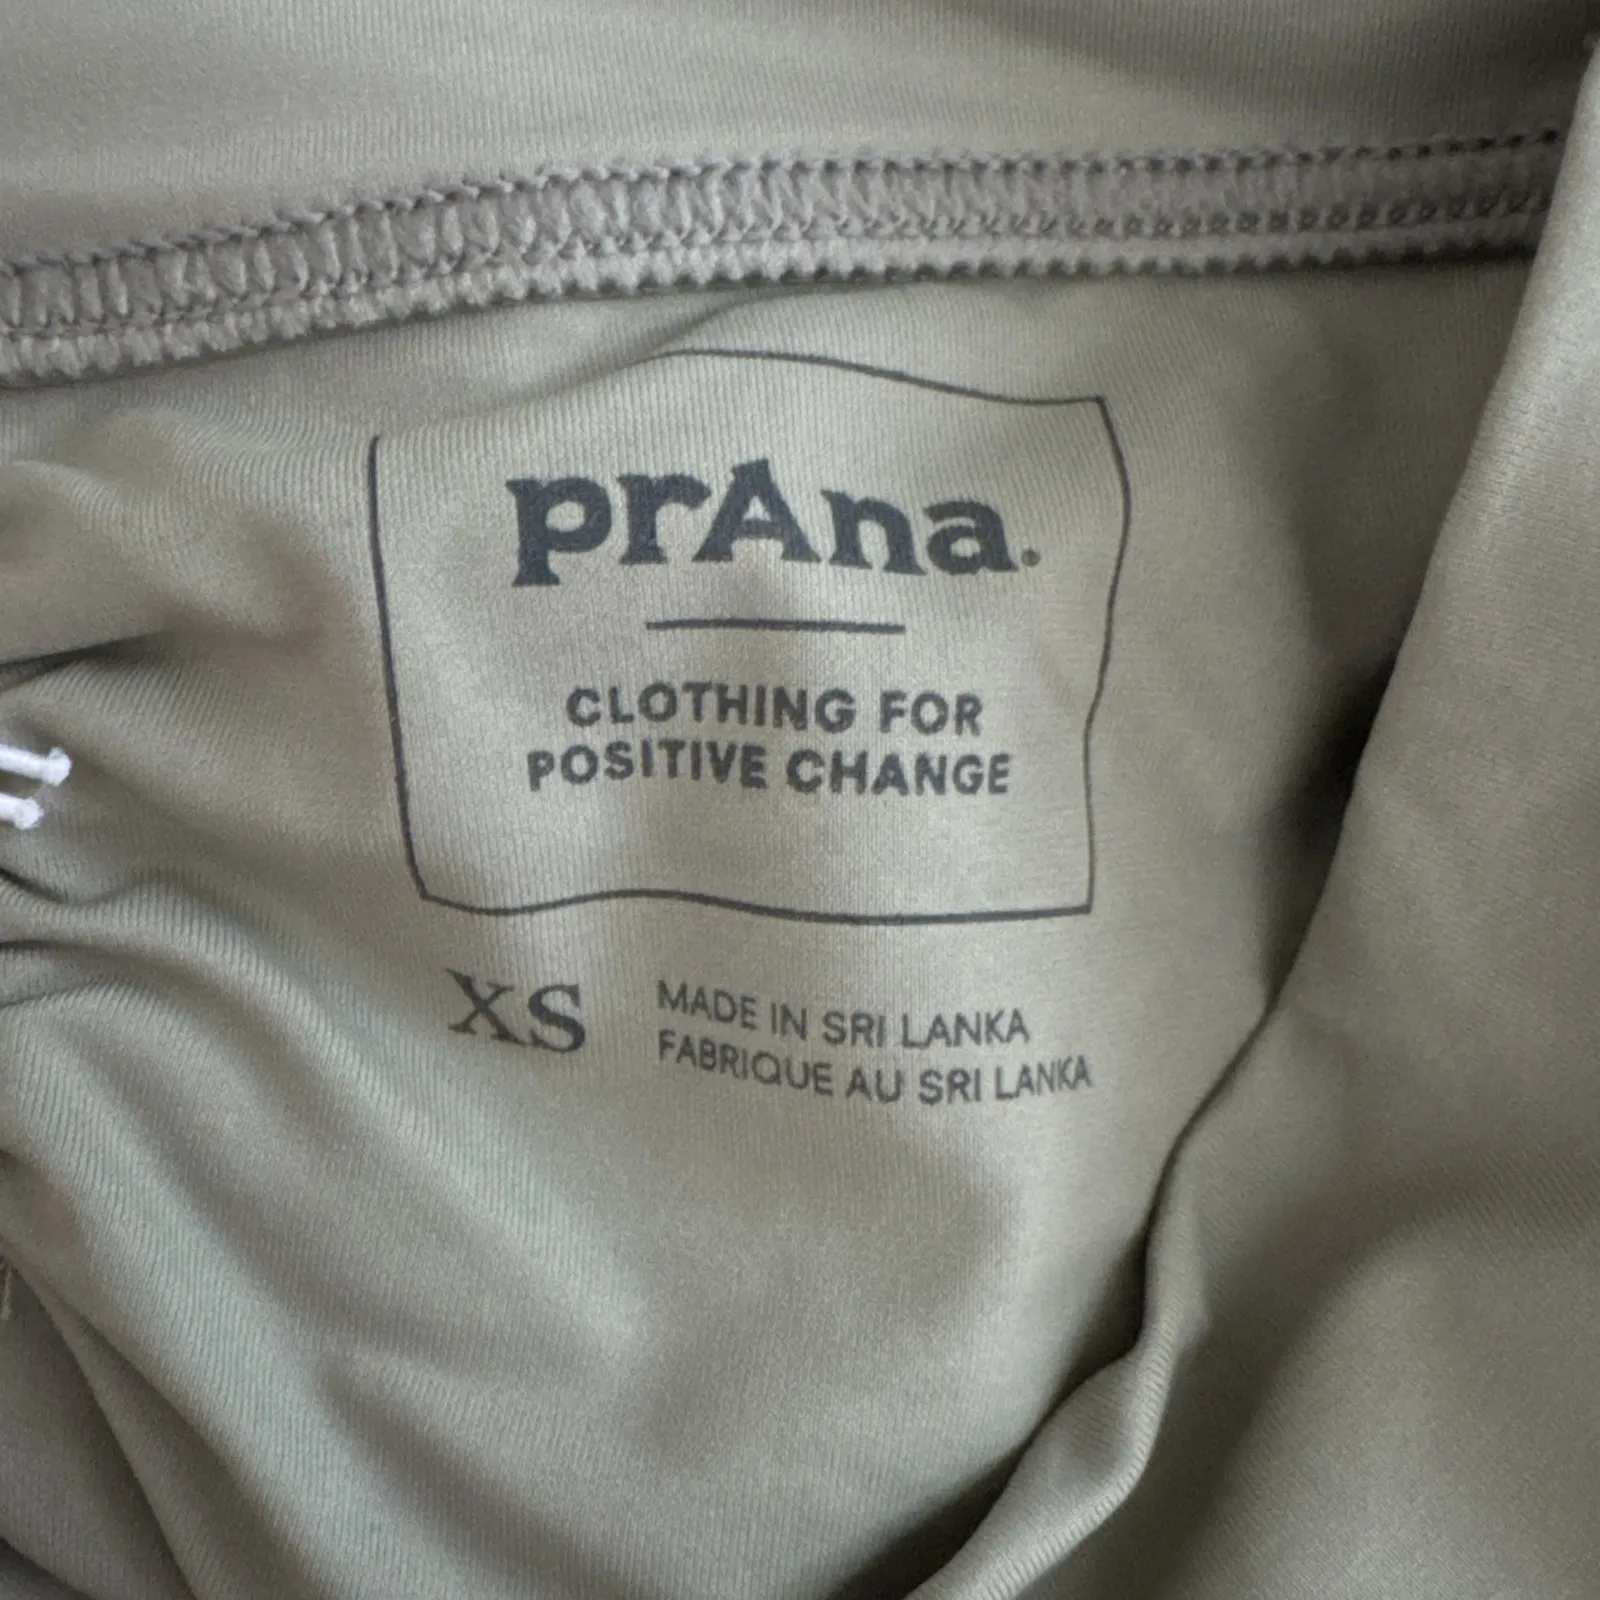 prAna.
CLOTHING FOR
POSITIVE CHANGE
XS
MADE IN SRI LANKA
FABRIQUE AU SRI LANKA